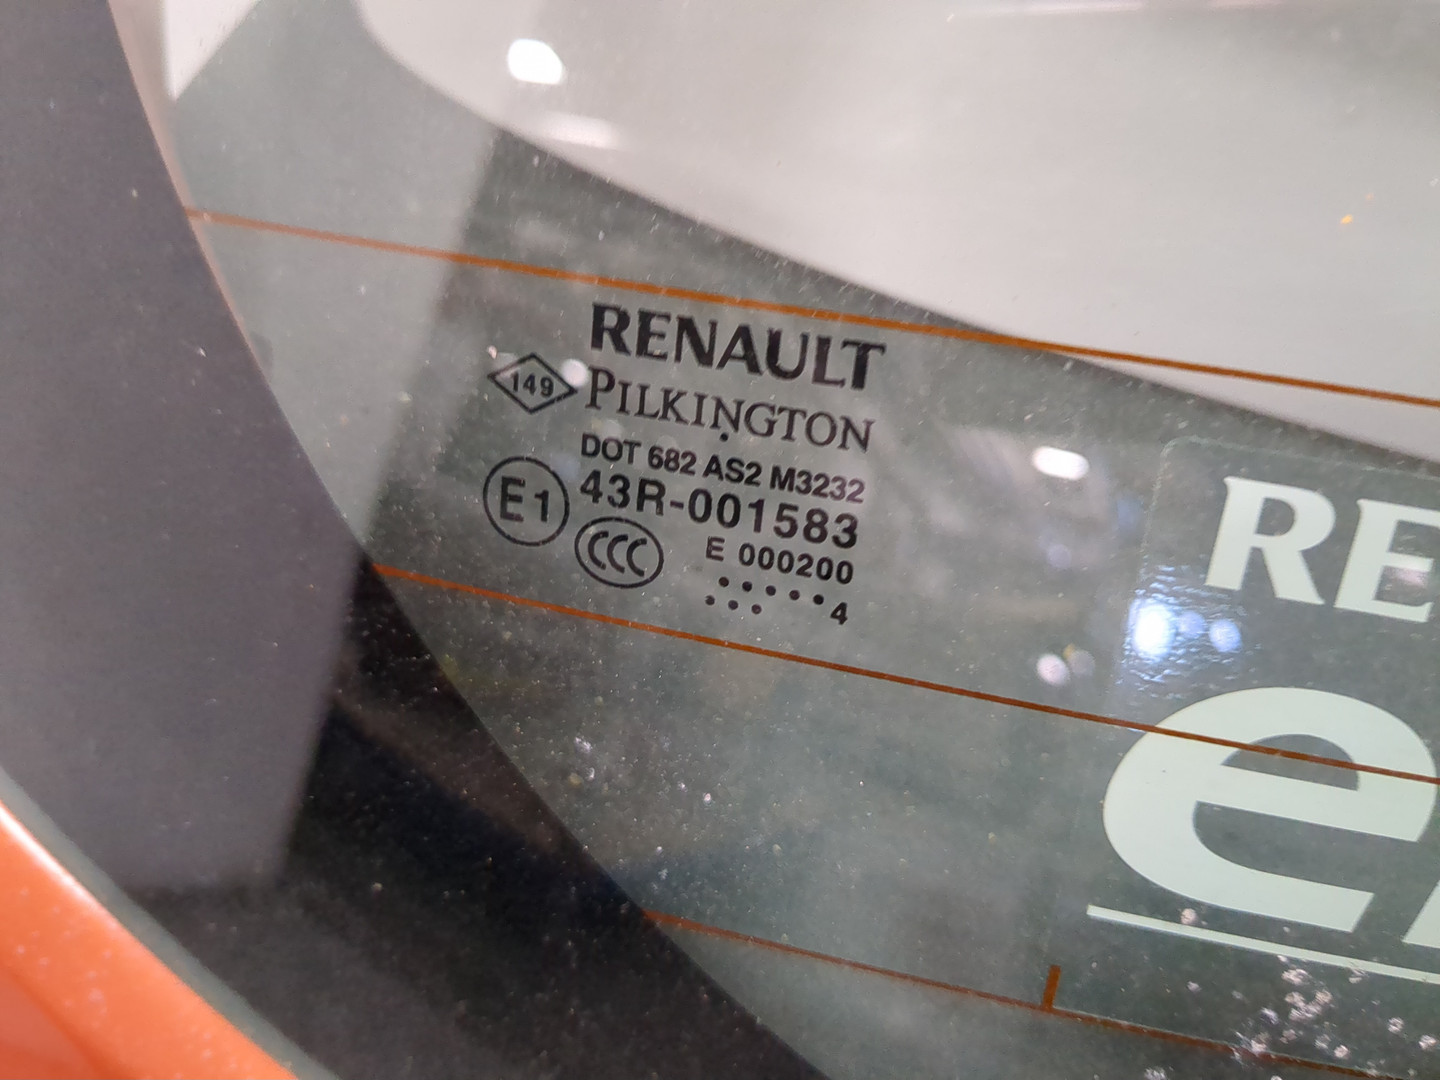 RENAULT
149 PILKINGTON
DOT 682 AS2 M3232
E1 43R-001583
CCC E 000200
4
RE
e